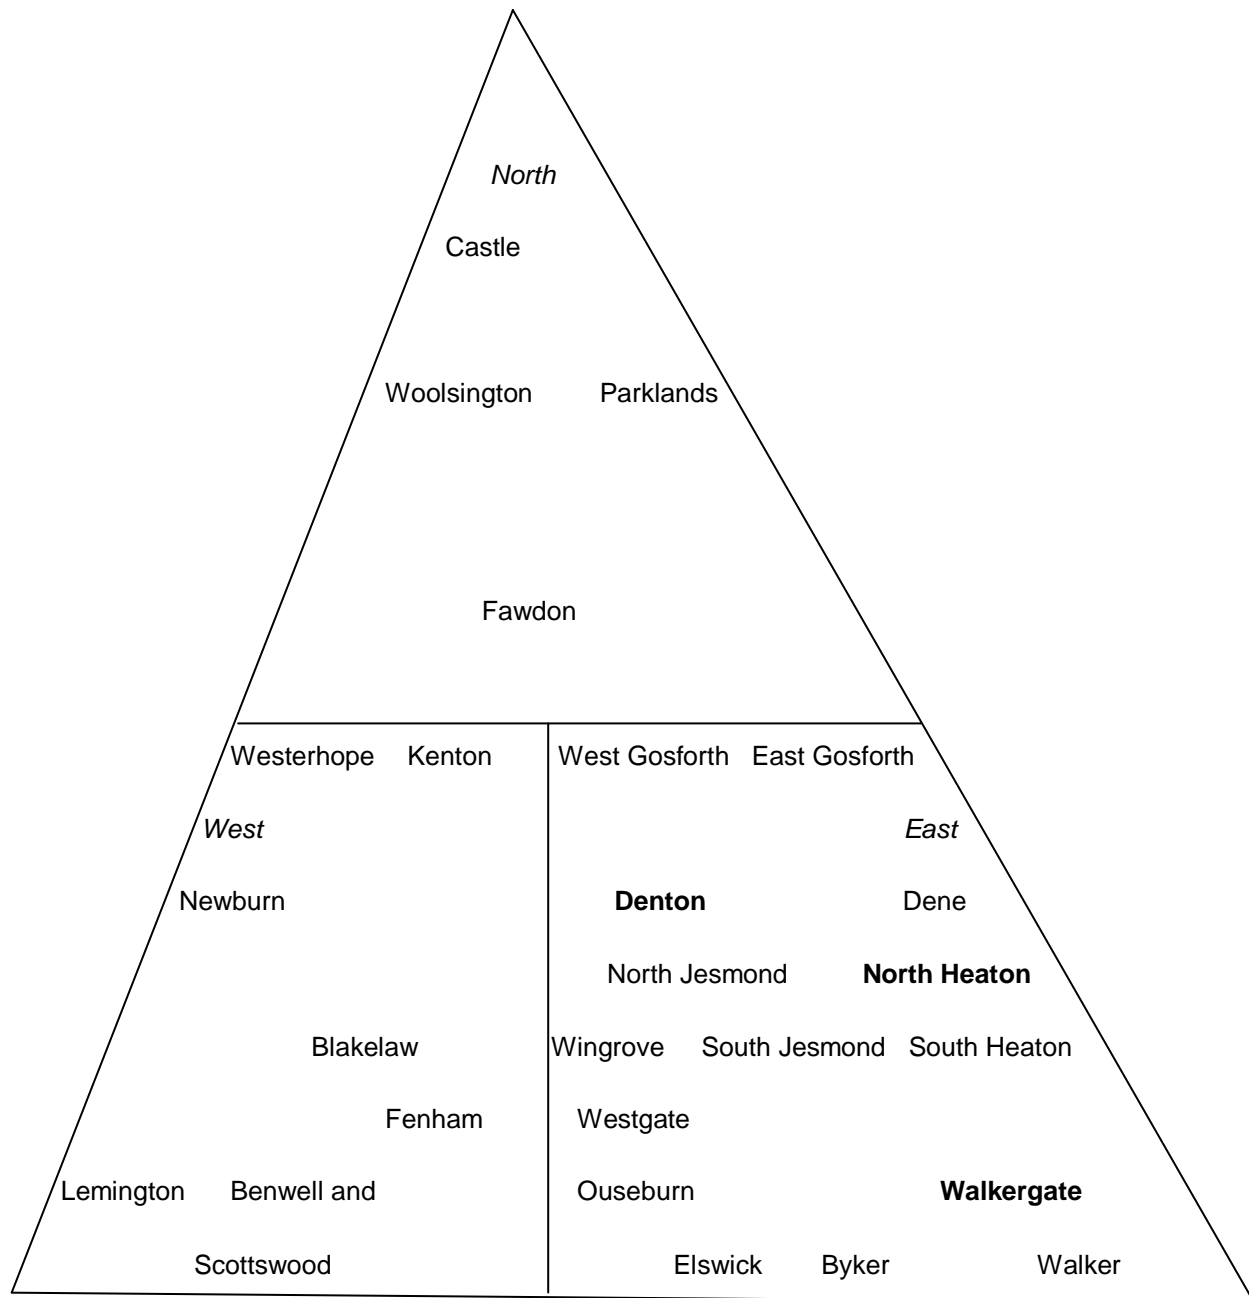 North
Castle
Woolsington Parklands
Fawdon
Westerhope Kenton West Gosforth East Gosforth
West East
Newburn Denton Dene
North Jesmond North Heaton
Blakelaw Wingrove South Jesmond South Heaton
Fenham Westgate
Lemington Benwell and Ouseburn Walkergate
Scottswood Elswick Byker Walker